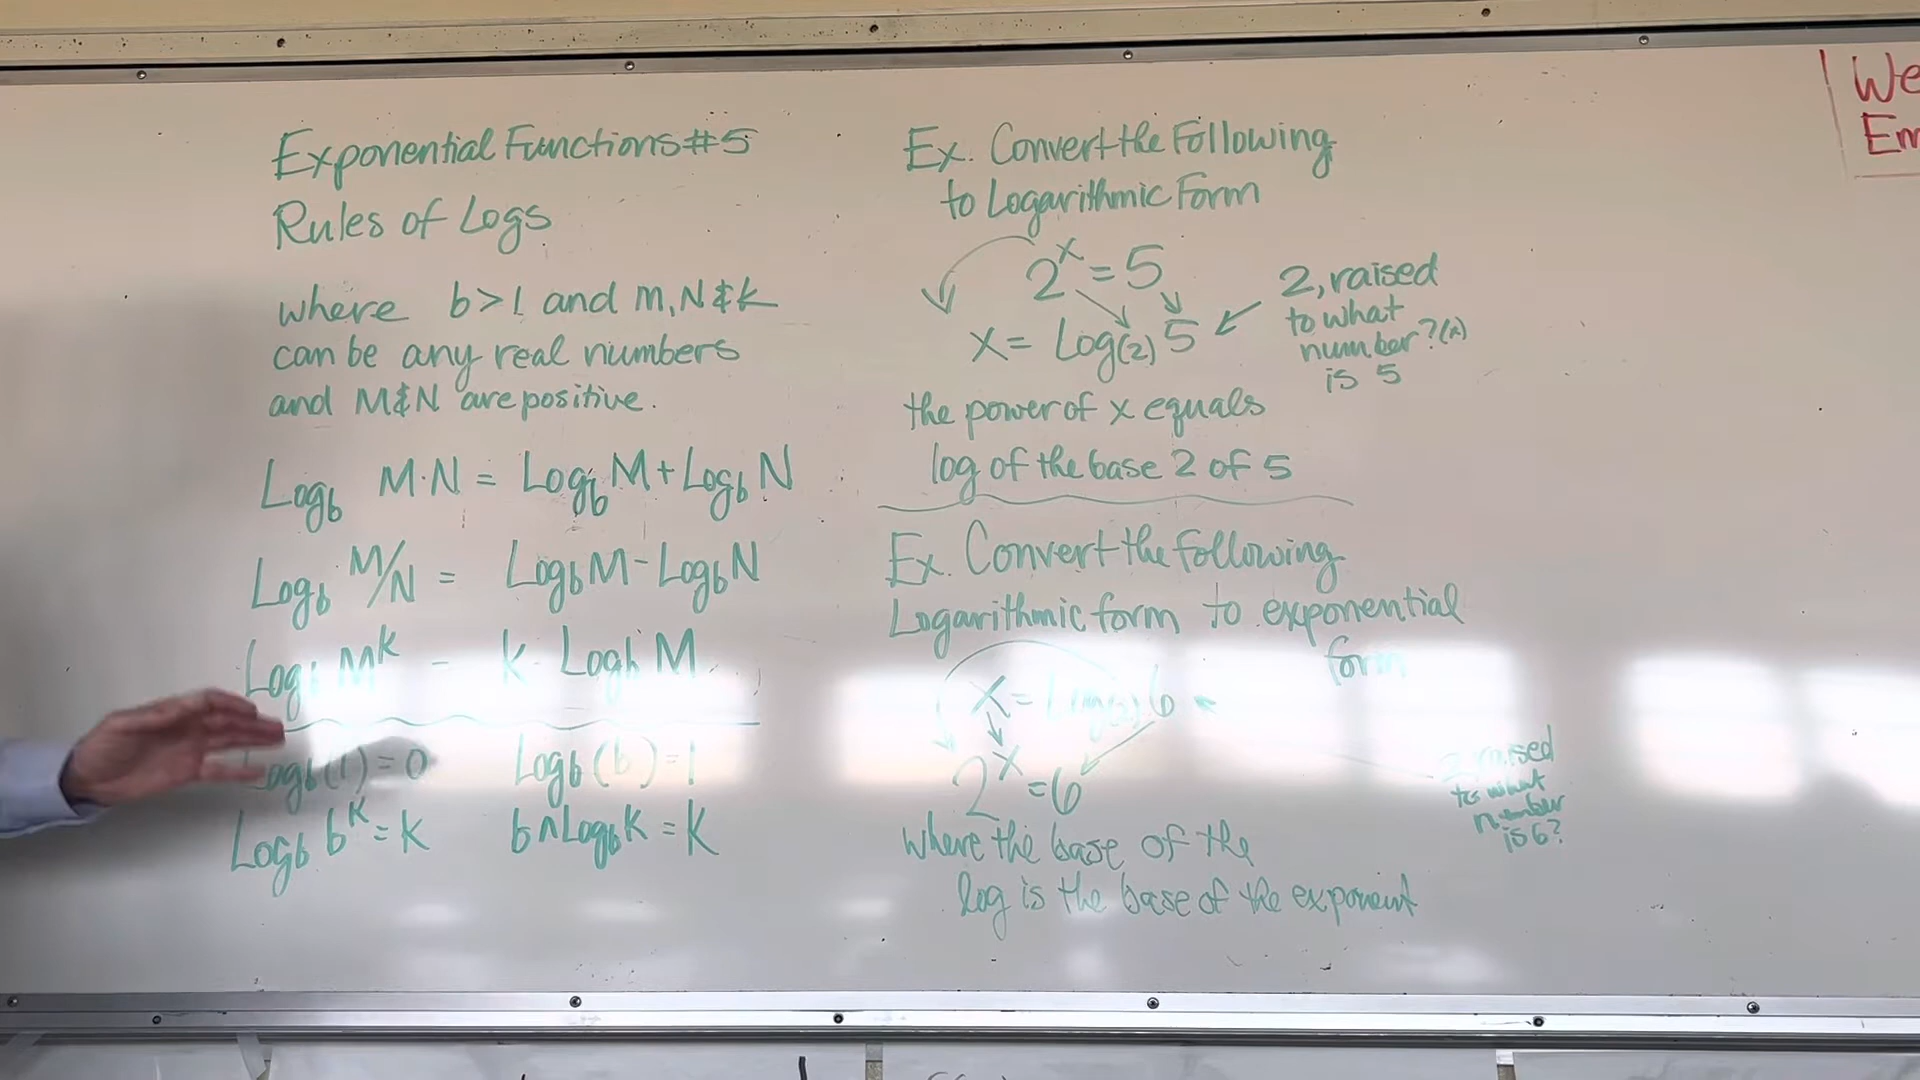 Exponential Functions #5
Rules of Logs
where b>1 and m,N & k
can be any real numbers
and M&N are positive.
Log_b M·N = Log_b M + Log_b N
Log_b M/N = Log_b M - Log_b N
Log_b M^k = k · Log_b M
Log_b(1)=0 Log_b(b)=1
Log_b b^k = k b^Log_b k = k
Ex. Convert the Following
to Logarithmic Form
2^x = 5
x = Log(2) 5
2, raised
to what
number?(x)
is 5
the power of x equals
log of the base 2 of 5
Ex. Convert the following
Logarithmic form to exponential
form
x = Log(2) 6
2^x = 6
2 raised
to what
number
is 6?
where the base of the
log is the base of the exponent
We
Em